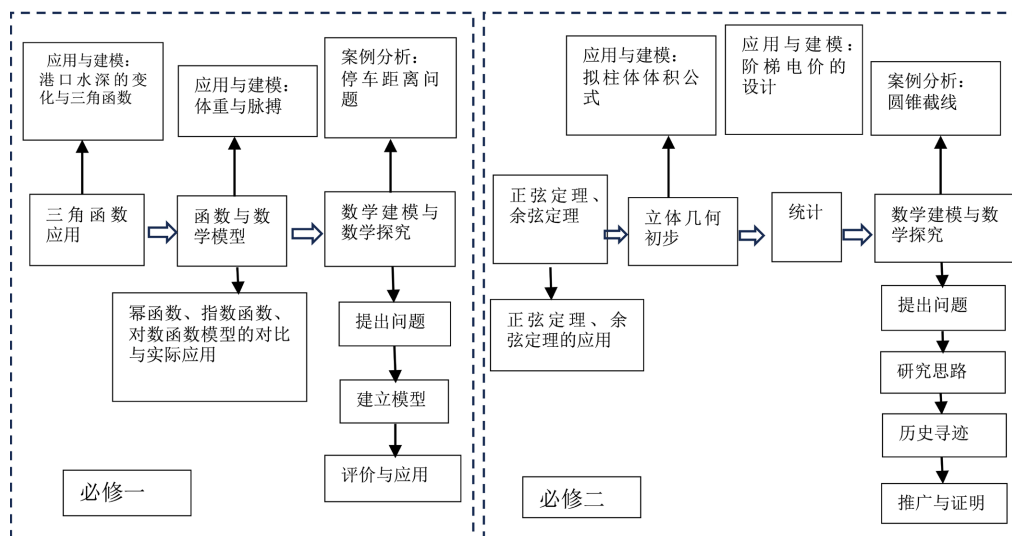 应用与建模：
港口水深的变
化与三角函数
应用与建模：
体重与脉搏
案例分析：
停车距离问
题
三角函数
应用
函数与数
学模型
数学建模与
数学探究
幂函数、指数函数、
对数函数模型的对比
与实际应用
提出问题
建立模型
评价与应用
必修一
应用与建模：
拟柱体体积公
式
应用与建模：
阶梯电价的
设计
案例分析：
圆锥截线
正弦定理、
余弦定理
立体几何
初步
统计
数学建模与数
学探究
正弦定理、余
弦定理的应用
提出问题
研究思路
历史寻迹
推广与证明
必修二